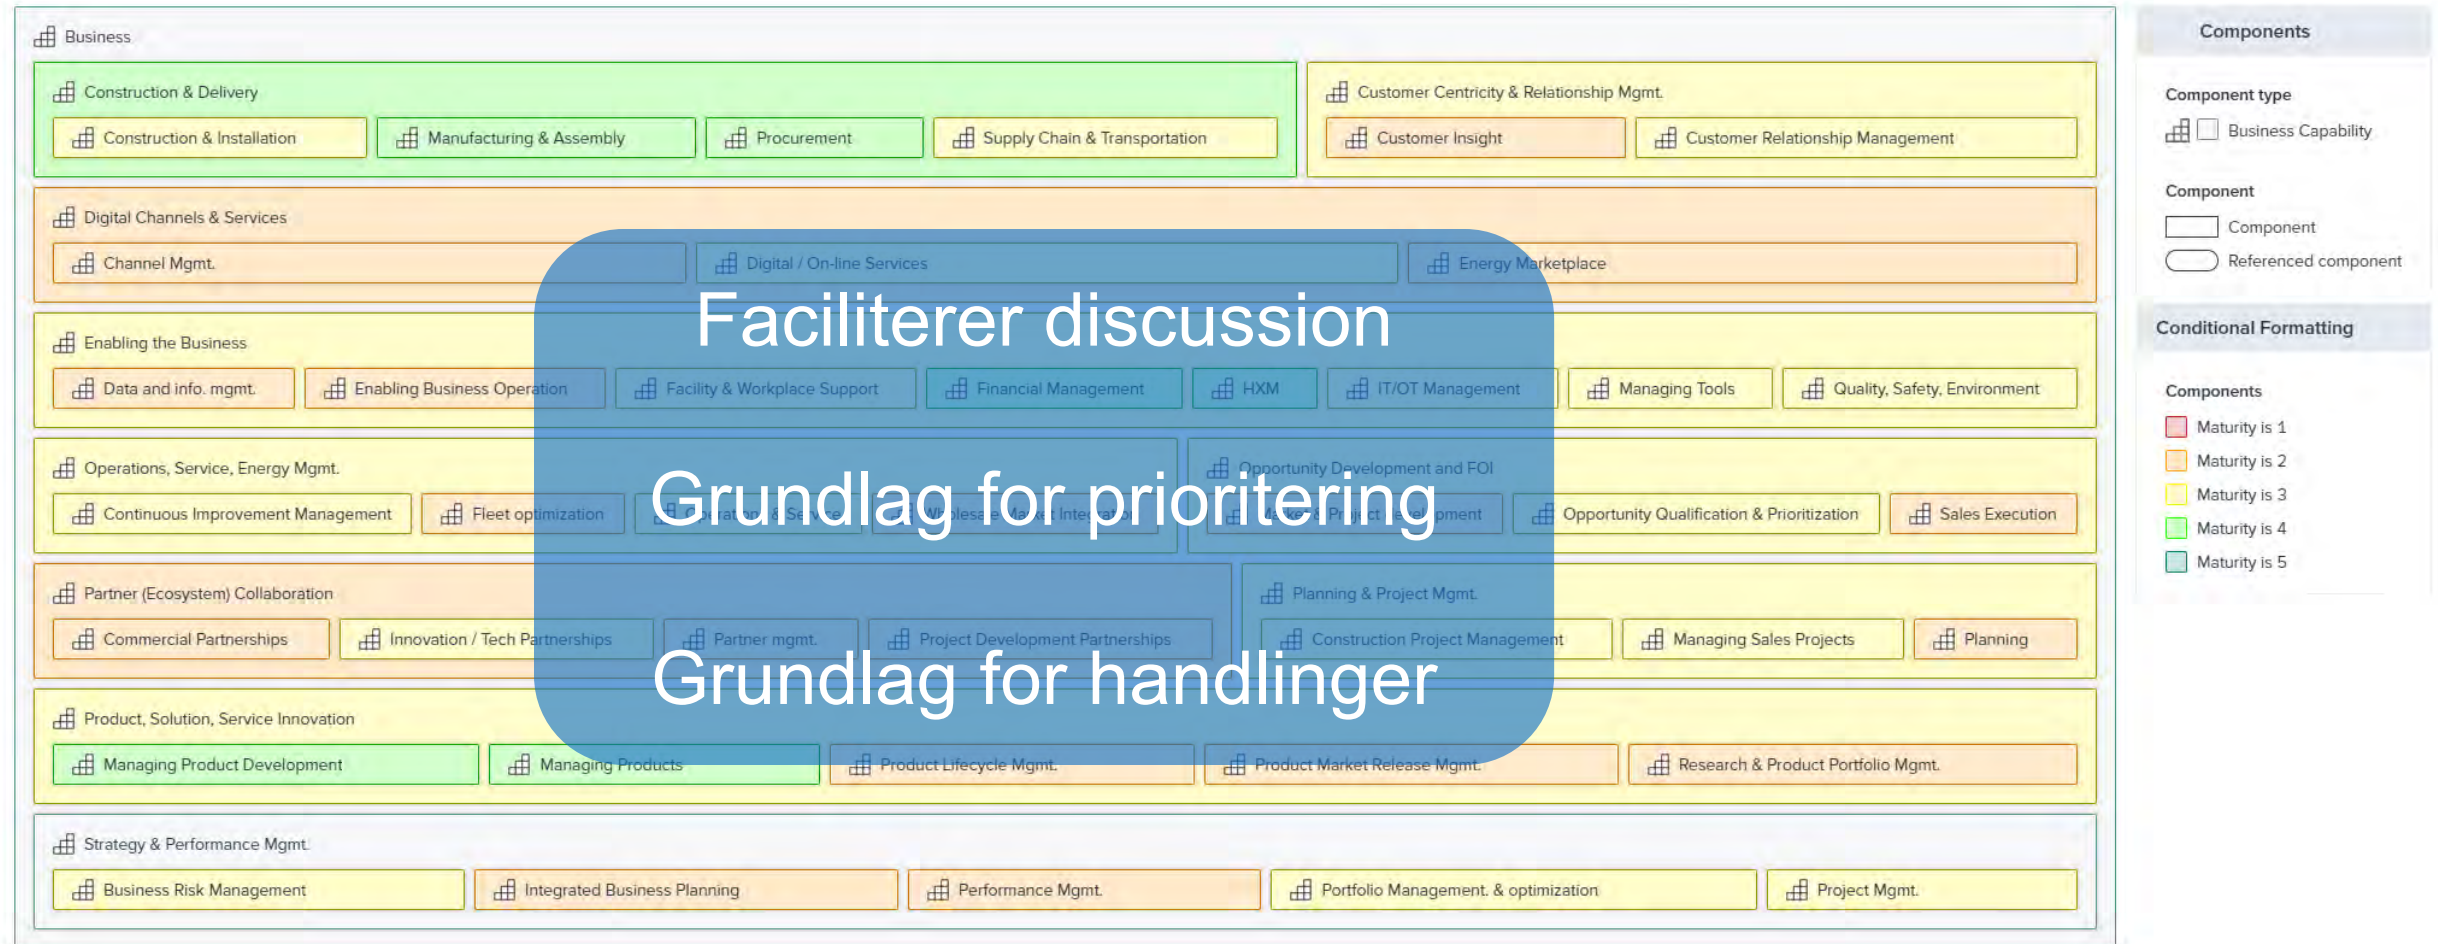 Business
Construction & Delivery
Construction & Installation
Manufacturing & Assembly
Procurement
Supply Chain & Transportation
Customer Centricity & Relationship Mgmt.
Customer Insight
Customer Relationship Management
Digital Channels & Services
Channel Mgmt.
Digital / On-line Services
Energy Marketplace
Enabling the Business
Data and info. mgmt.
Enabling Business Operation
Facility & Workplace Support
Financial Management
HXM
IT/OT Management
Managing Tools
Quality, Safety, Environment
Operations, Service, Energy Mgmt.
Continuous Improvement Management
Fleet optimization
Operations & Service
Wholesale Market Integration
Opportunity Development and FOI
Market & Project Development
Opportunity Qualification & Prioritization
Sales Execution
Partner (Ecosystem) Collaboration
Commercial Partnerships
Innovation / Tech Partnerships
Partner mgmt.
Project Development Partnerships
Planning & Project Mgmt.
Construction Project Management
Managing Sales Projects
Planning
Product, Solution, Service Innovation
Managing Product Development
Managing Products
Product Lifecycle Mgmt.
Product Market Release Mgmt.
Research & Product Portfolio Mgmt.
Strategy & Performance Mgmt.
Business Risk Management
Integrated Business Planning
Performance Mgmt.
Portfolio Management. & optimization
Project Mgmt.
Faciliterer discussion
Grundlag for prioritering
Grundlag for handlinger
Components
Component type
Business Capability
Component
Component
Referenced component
Conditional Formatting
Components
Maturity is 1
Maturity is 2
Maturity is 3
Maturity is 4
Maturity is 5